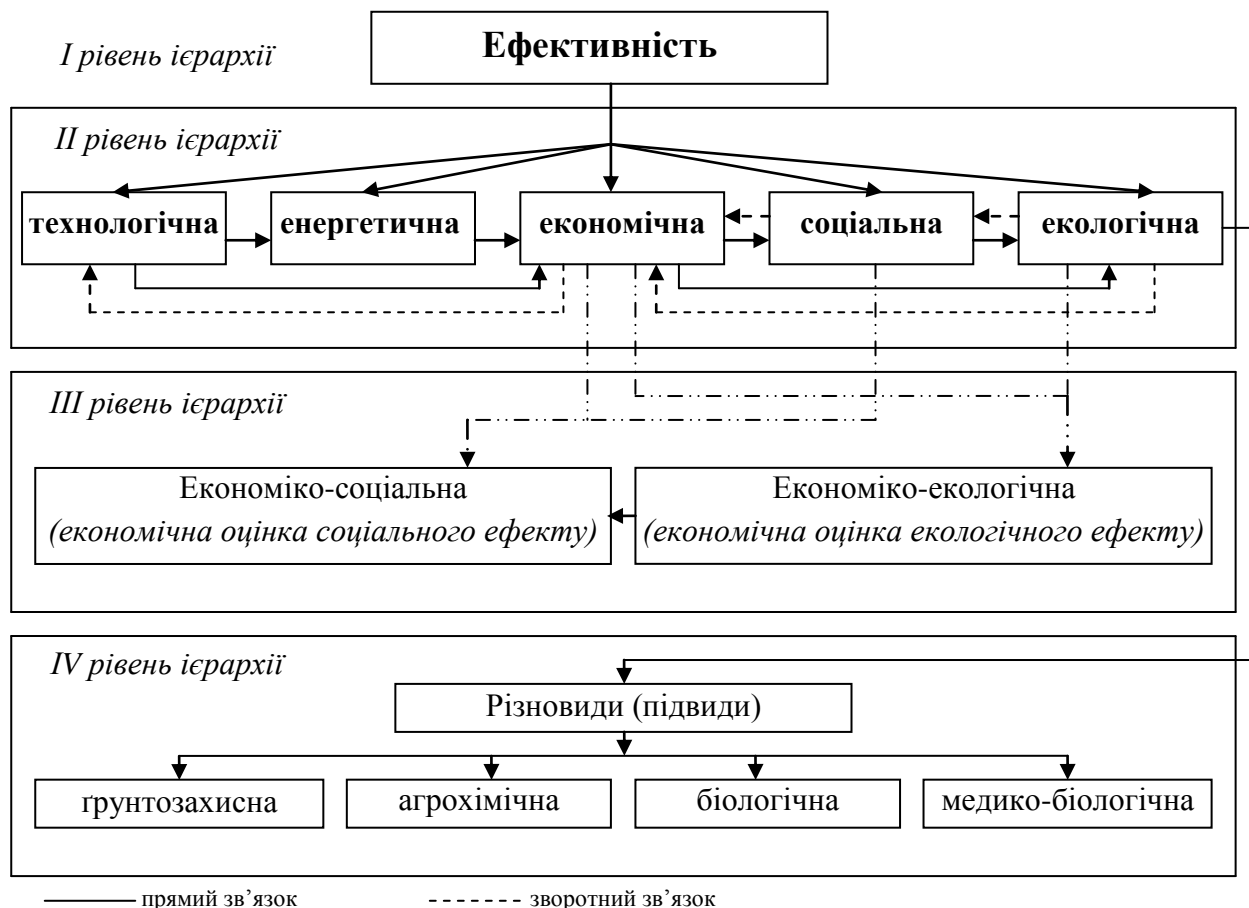 Ефективність
I рівень ієрархії
II рівень ієрархії
технологічна
енергетична
економічна
соціальна
екологічна
III рівень ієрархії
Економіко-соціальна
(економічна оцінка соціального ефекту)
Економіко-екологічна
(економічна оцінка екологічного ефекту)
IV рівень ієрархії
Різновиди (підвиди)
ґрунтозахисна
агрохімічна
біологічна
медико-біологічна
прямий зв’язок
зворотний зв’язок